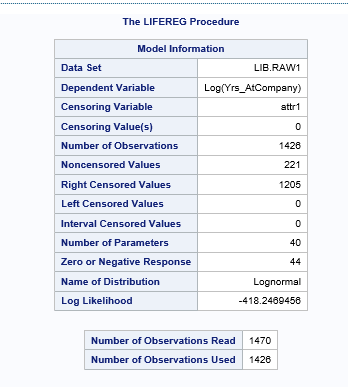 The LIFEREG Procedure
Model Information
Data Set LIB.RAW1
Dependent Variable Log(Yrs_AtCompany)
Censoring Variable attr1
Censoring Value(s) 0
Number of Observations 1426
Noncensored Values 221
Right Censored Values 1205
Left Censored Values 0
Interval Censored Values 0
Number of Parameters 40
Zero or Negative Response 44
Name of Distribution Lognormal
Log Likelihood -418.2469456
Number of Observations Read 1470
Number of Observations Used 1426